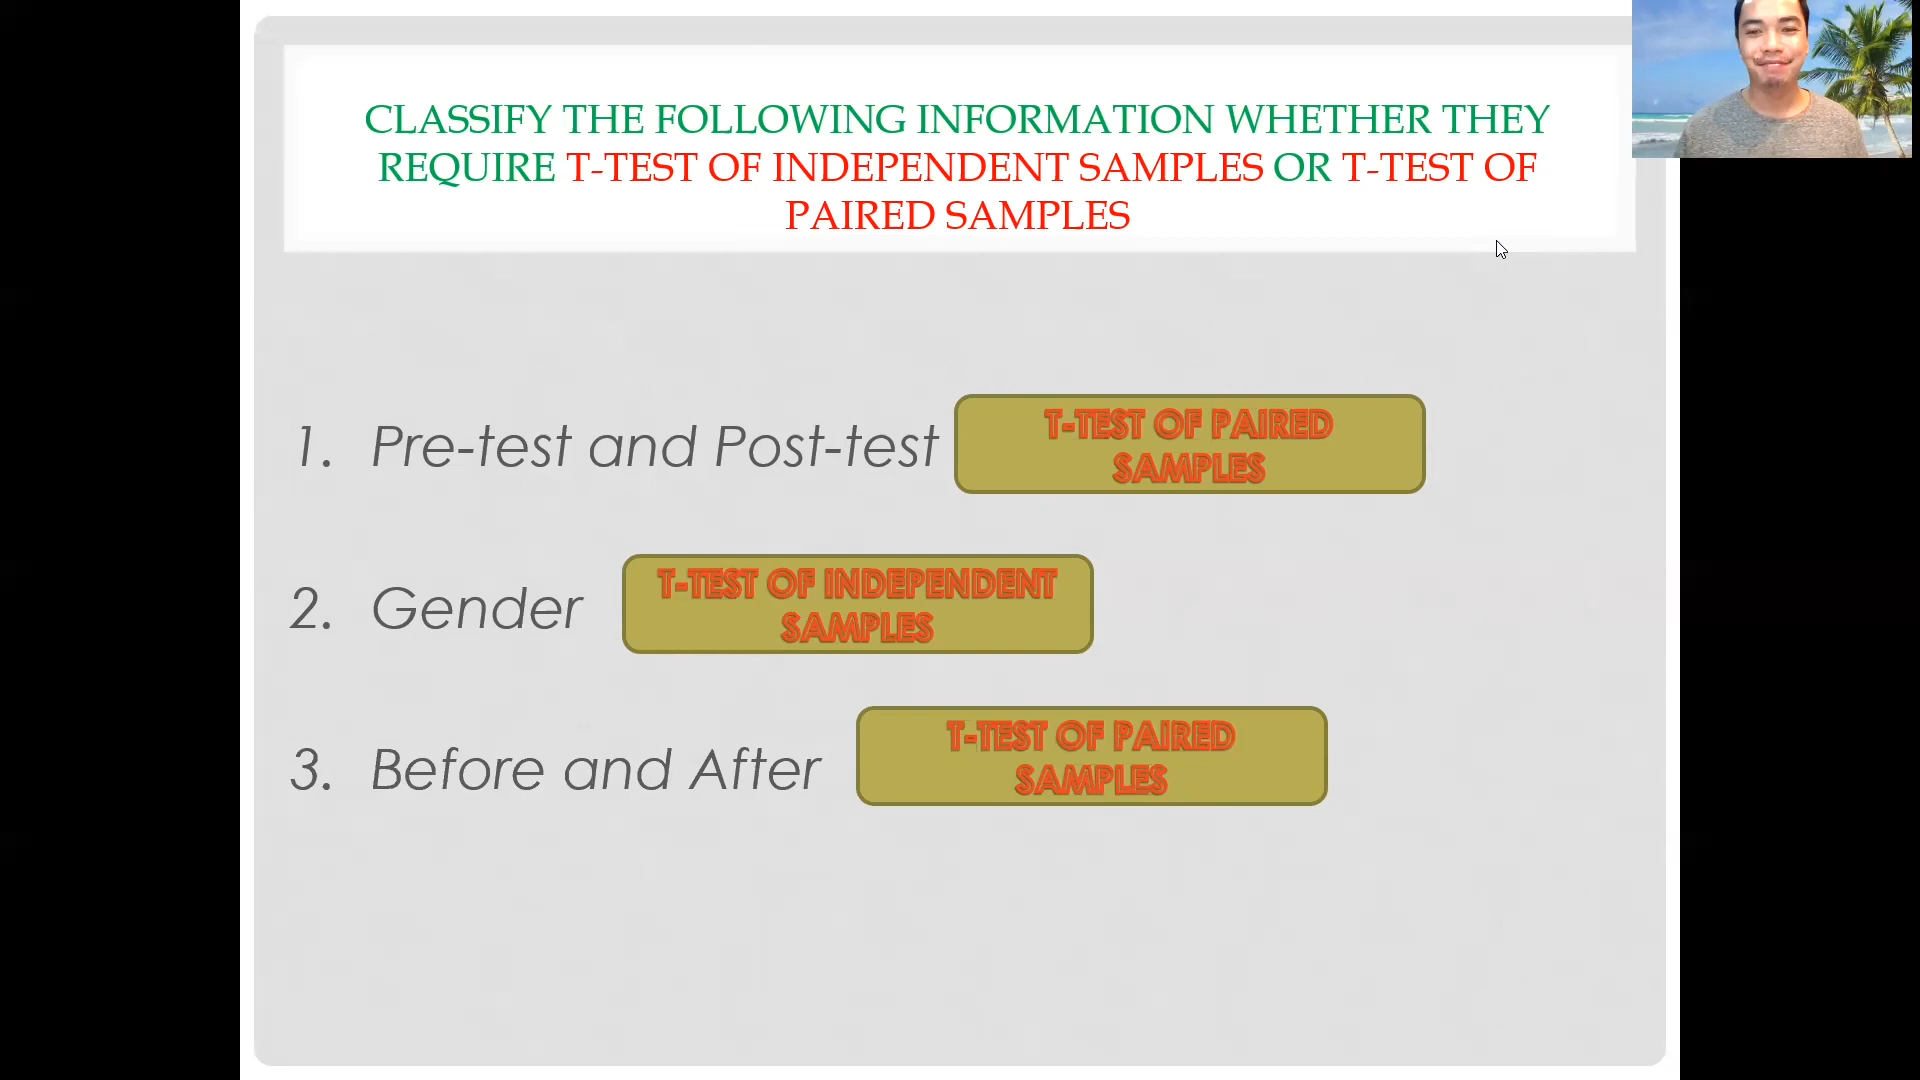 CLASSIFY THE FOLLOWING INFORMATION WHETHER THEY
REQUIRE T-TEST OF INDEPENDENT SAMPLES OR T-TEST OF
PAIRED SAMPLES
1. Pre-test and Post-test
T-TEST OF PAIRED
SAMPLES
2. Gender
T-TEST OF INDEPENDENT
SAMPLES
3. Before and After
T-TEST OF PAIRED
SAMPLES